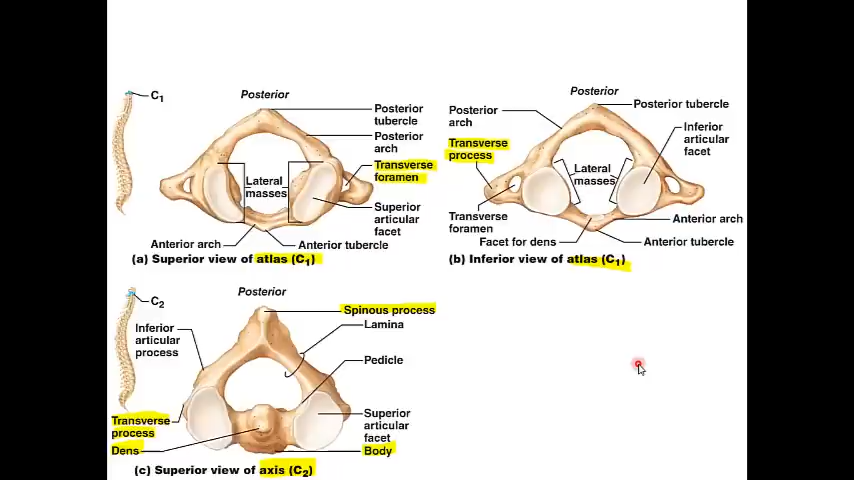 C1
Posterior
Posterior
tubercle
Posterior
arch
Transverse
foramen
Lateral
masses
Superior
articular
facet
Anterior arch
Anterior tubercle
(a) Superior view of atlas (C1)
Posterior
Posterior tubercle
Posterior
arch
Inferior
articular
facet
Transverse
process
Lateral
masses
Transverse
foramen
Anterior arch
Facet for dens
Anterior tubercle
(b) Inferior view of atlas (C1)
C2
Posterior
Spinous process
Inferior
articular
process
Lamina
Pedicle
Transverse
process
Superior
articular
facet
Dens
Body
(c) Superior view of axis (C2)